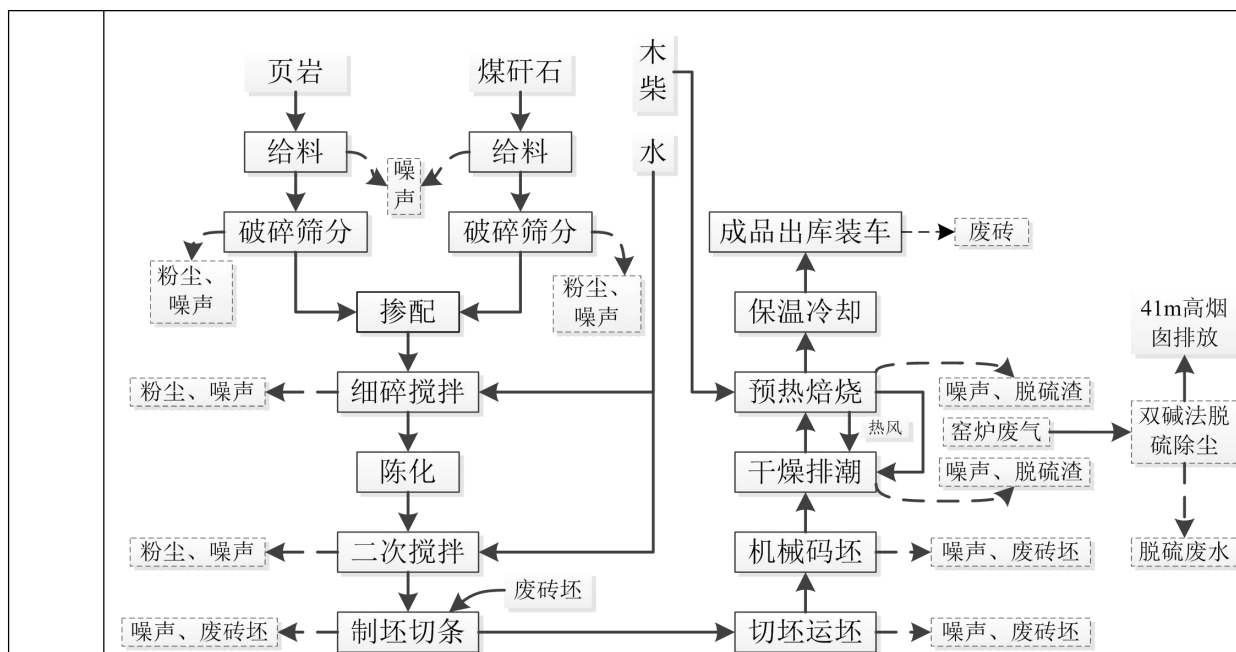 页岩
煤矸石
木
柴
给料
噪
声
给料
水
破碎筛分
破碎筛分
成品出库装车
废砖
粉尘、
噪声
粉尘、
噪声
掺配
保温冷却
41m高烟
囱排放
粉尘、噪声
细碎搅拌
预热焙烧
噪声、脱硫渣
热风
窑炉废气
双碱法脱
硫除尘
陈化
干燥排潮
噪声、脱硫渣
粉尘、噪声
二次搅拌
机械码坯
噪声、废砖坯
脱硫废水
废砖坯
噪声、废砖坯
制坯切条
切坯运坯
噪声、废砖坯